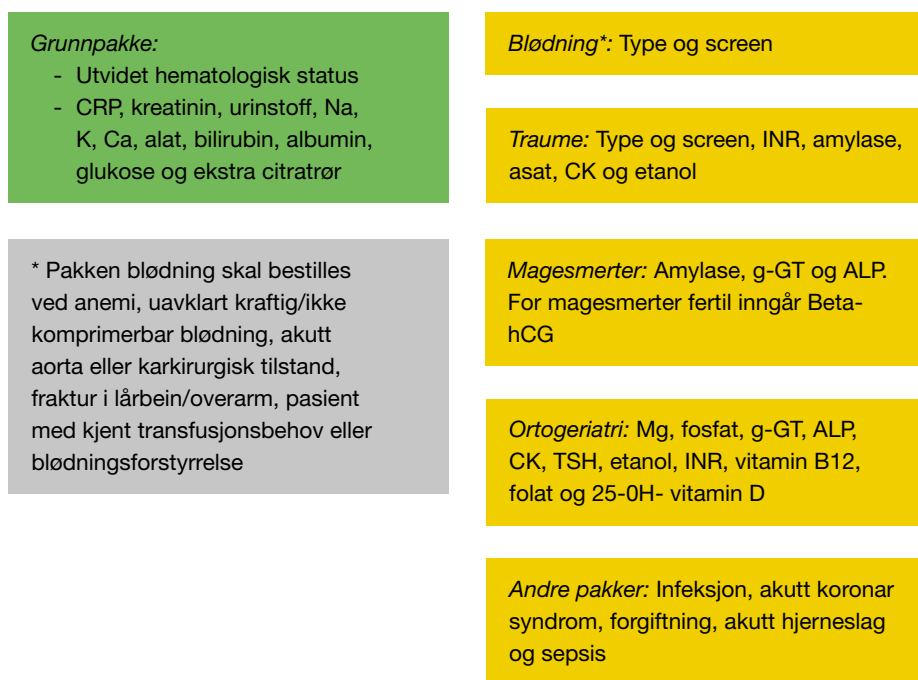 Grunnpakke:
- Utvidet hematologisk status
- CRP, kreatinin, urinstoff, Na,
K, Ca, alat, bilirubin, albumin,
glukose og ekstra citratrør
* Pakken blødning skal bestilles
ved anemi, uavklart kraftig/ikke
komprimerbar blødning, akutt
aorta eller karkirurgisk tilstand,
fraktur i lårbein/overarm, pasient
med kjent transfusjonsbehov eller
blødningsforstyrrelse
Blødning*: Type og screen
Traume: Type og screen, INR, amylase,
asat, CK og etanol
Magesmerter: Amylase, g-GT og ALP.
For magesmerter fertil inngår Beta-
hCG
Ortogeriatri: Mg, fosfat, g-GT, ALP,
CK, TSH, etanol, INR, vitamin B12,
folat og 25-0H- vitamin D
Andre pakker: Infeksjon, akutt koronar
syndrom, forgiftning, akutt hjerneslag
og sepsis